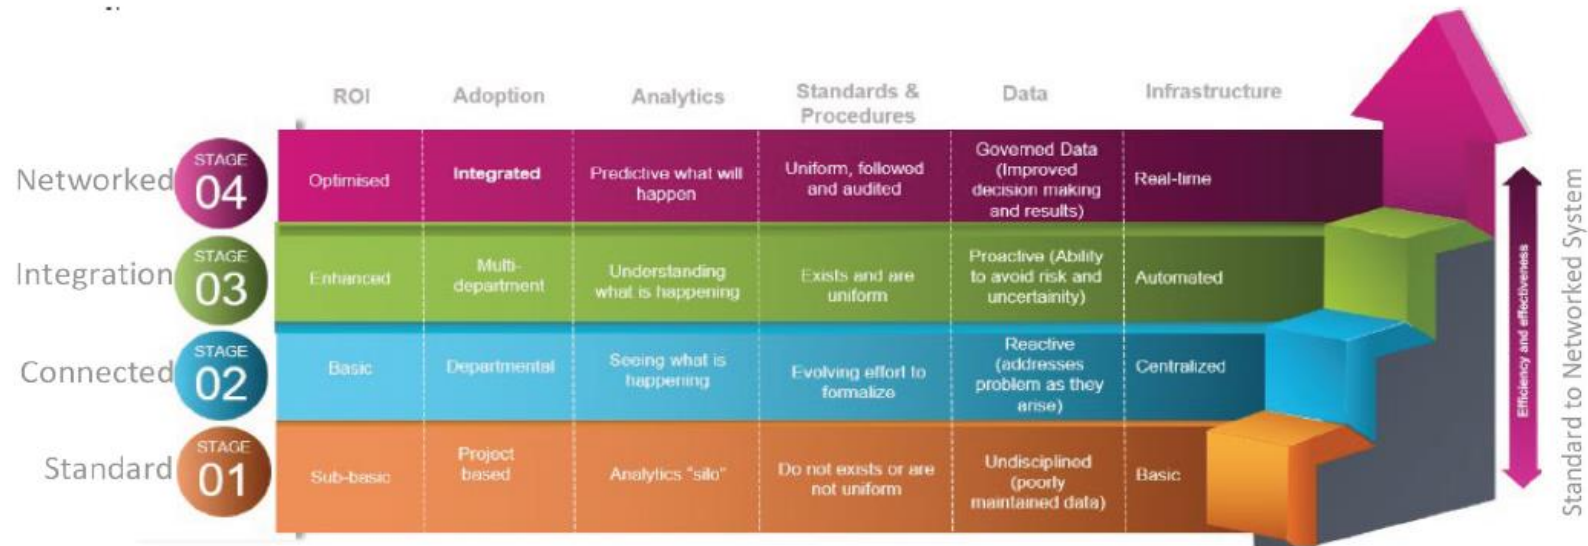 ROI
Adoption
Analytics
Standards &
Procedures
Data
Infrastructure
Networked
STAGE
04
Optimised
Integrated
Predictive what will
happen
Uniform, followed
and audited
Governed Data
(Improved
decision making
and results)
Real-time
Integration
STAGE
03
Enhanced
Multi-
department
Understanding
what is happening
Exists and are
uniform
Proactive (Ability
to avoid risk and
uncertainity)
Automated
Connected
STAGE
02
Basic
Departmental
Seeing what is
happening
Evolving effort to
formalize
Reactive
(addresses
problem as they
arise)
Centralized
Standard
STAGE
01
Sub-basic
Project
based
Analytics "silo"
Do not exists or are
not uniform
Undisciplined
(poorly
maintained data)
Basic
Efficiency and effectiveness
Standard to Networked System